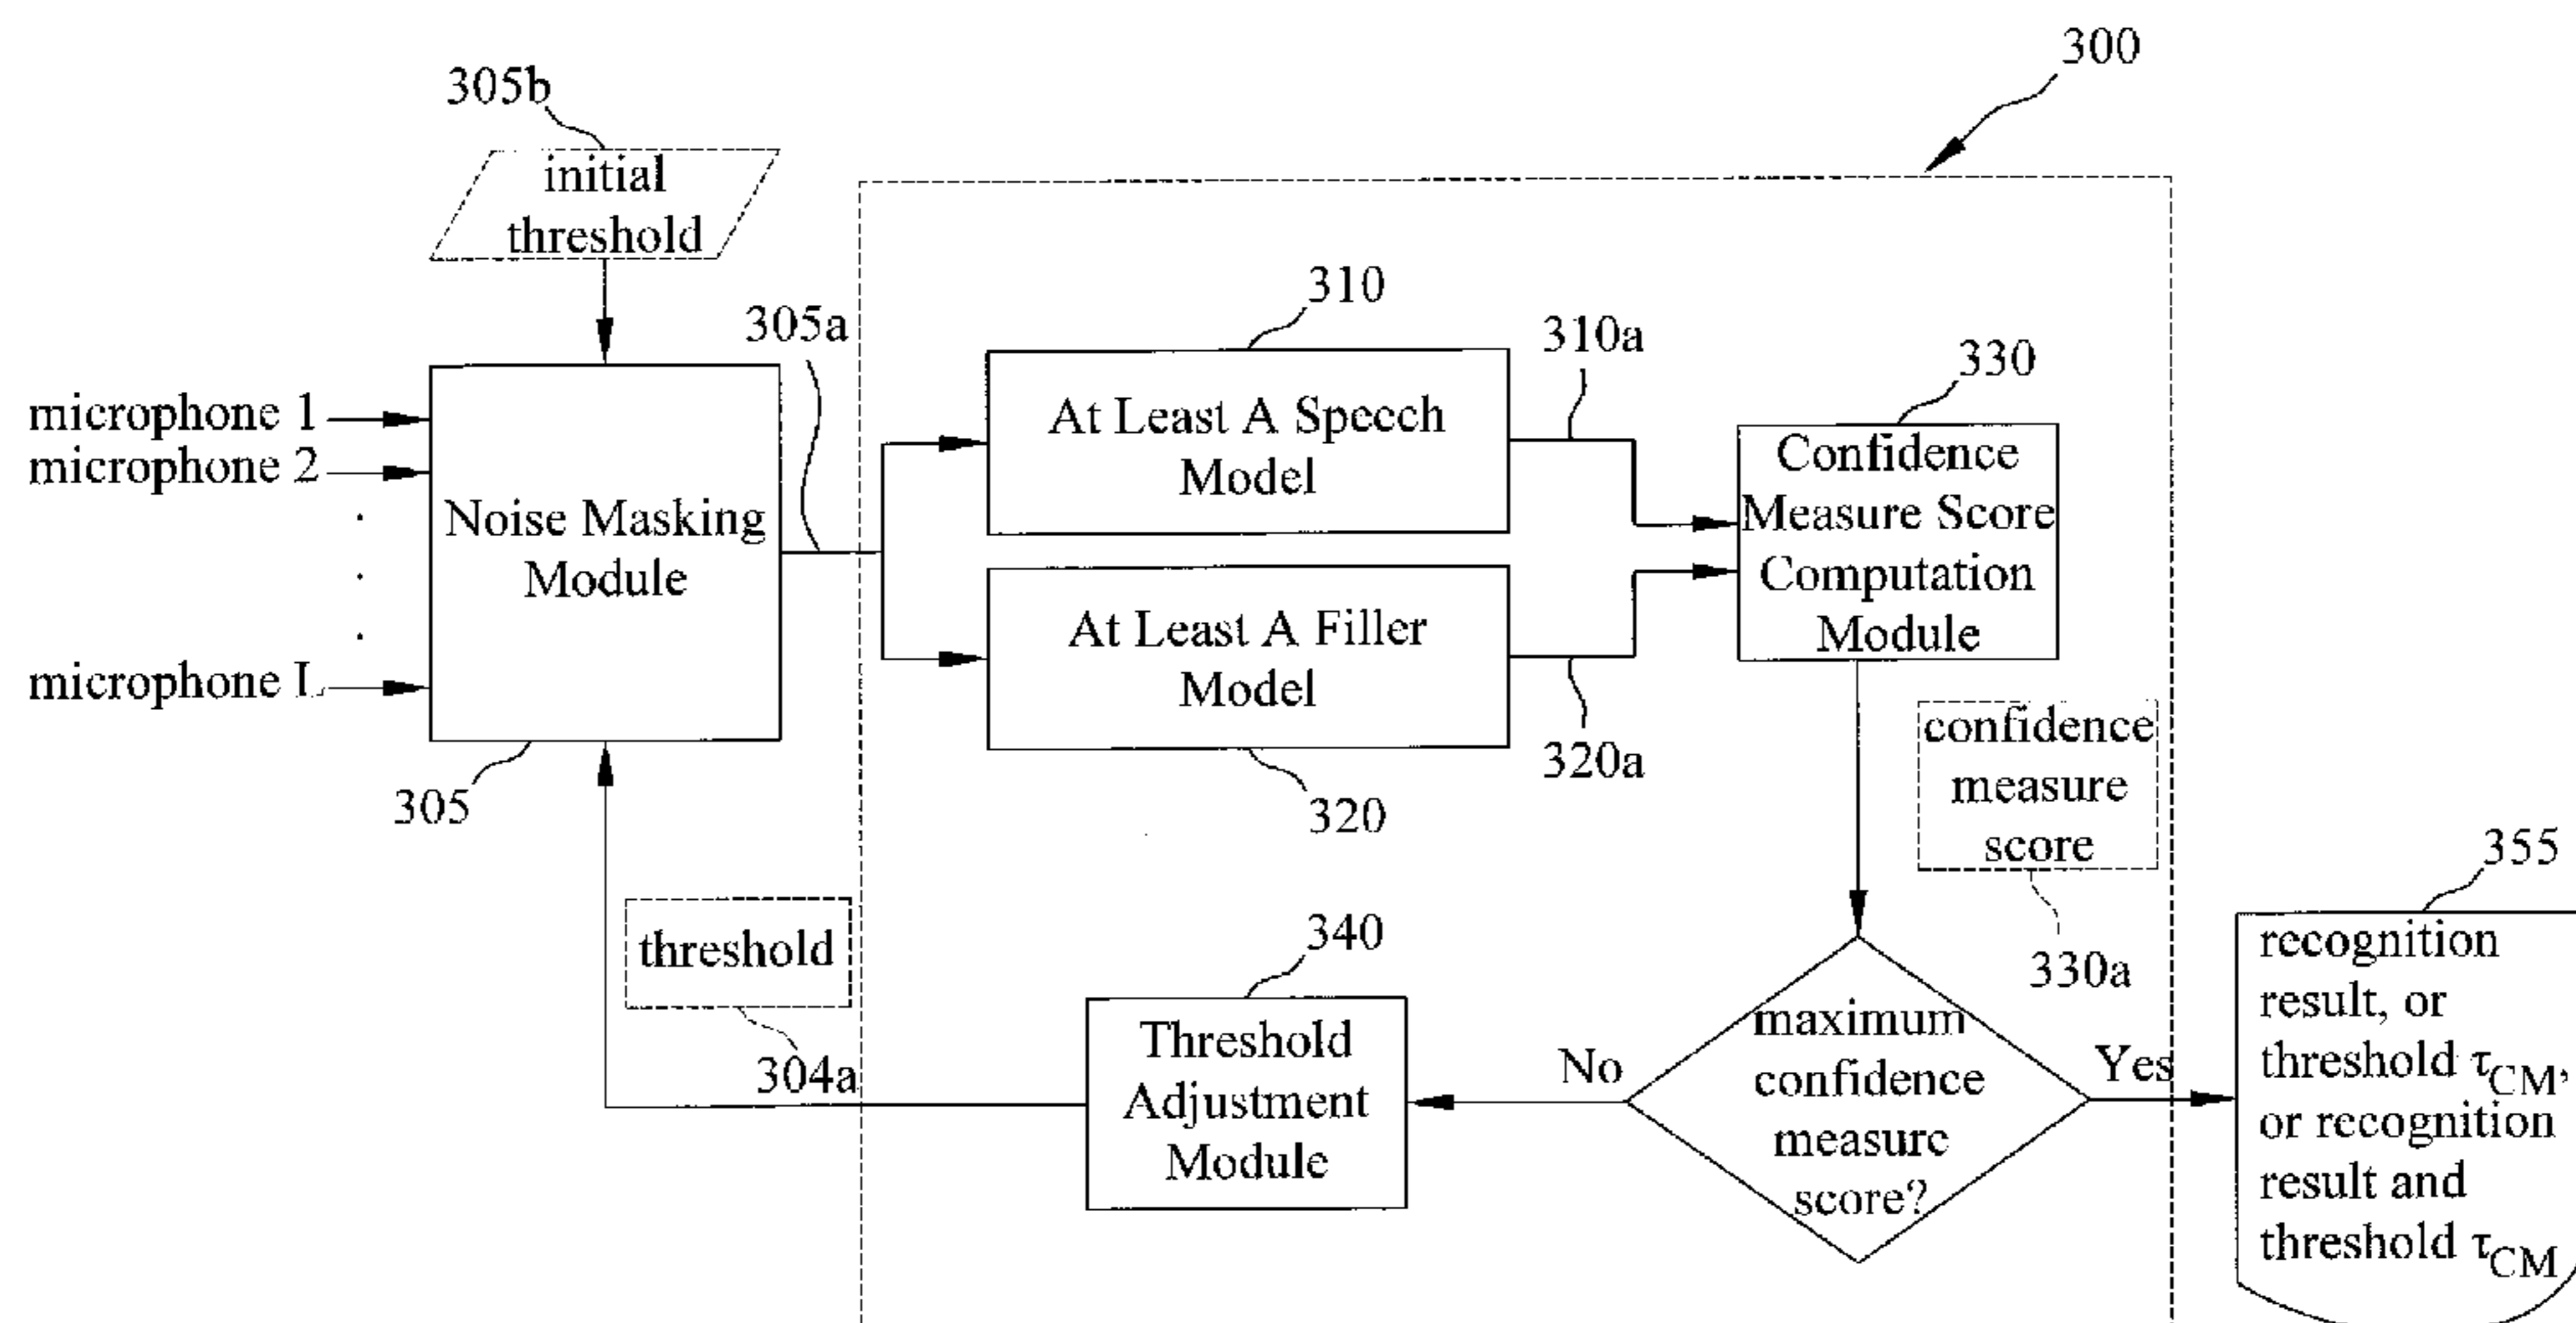 300
305b
initial
threshold
305a
310
310a
330
microphone 1
microphone 2
microphone L
Noise Masking
Module
305
At Least A Speech
Model
At Least A Filler
Model
320a
320
Confidence
Measure Score
Computation
Module
confidence
measure
score
330a
355
threshold
304a
340
Threshold
Adjustment
Module
No
maximum
confidence
measure
score?
Yes
recognition
result, or
threshold τCM,
or recognition
result and
threshold τCM